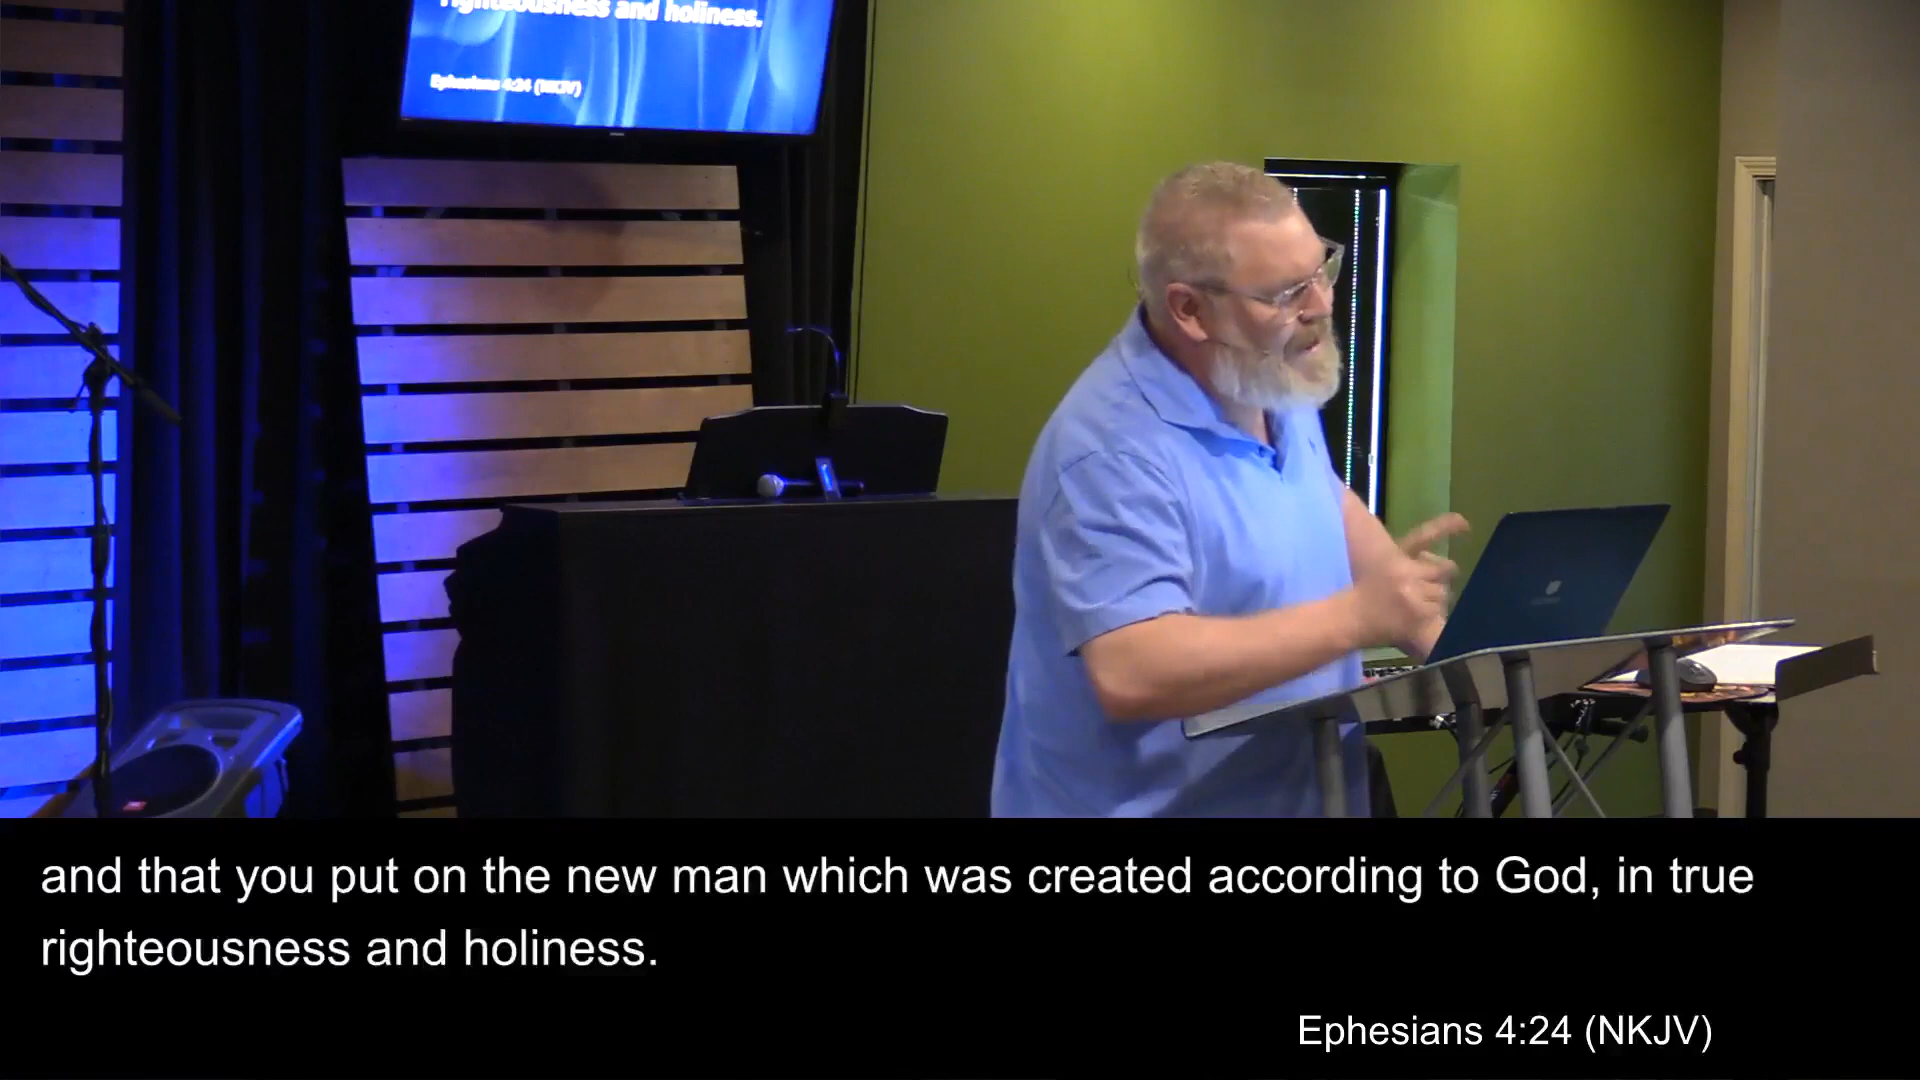 righteousness and holiness.
Ephesians 4:24 (NKJV)
and that you put on the new man which was created according to God, in true
righteousness and holiness.
Ephesians 4:24 (NKJV)